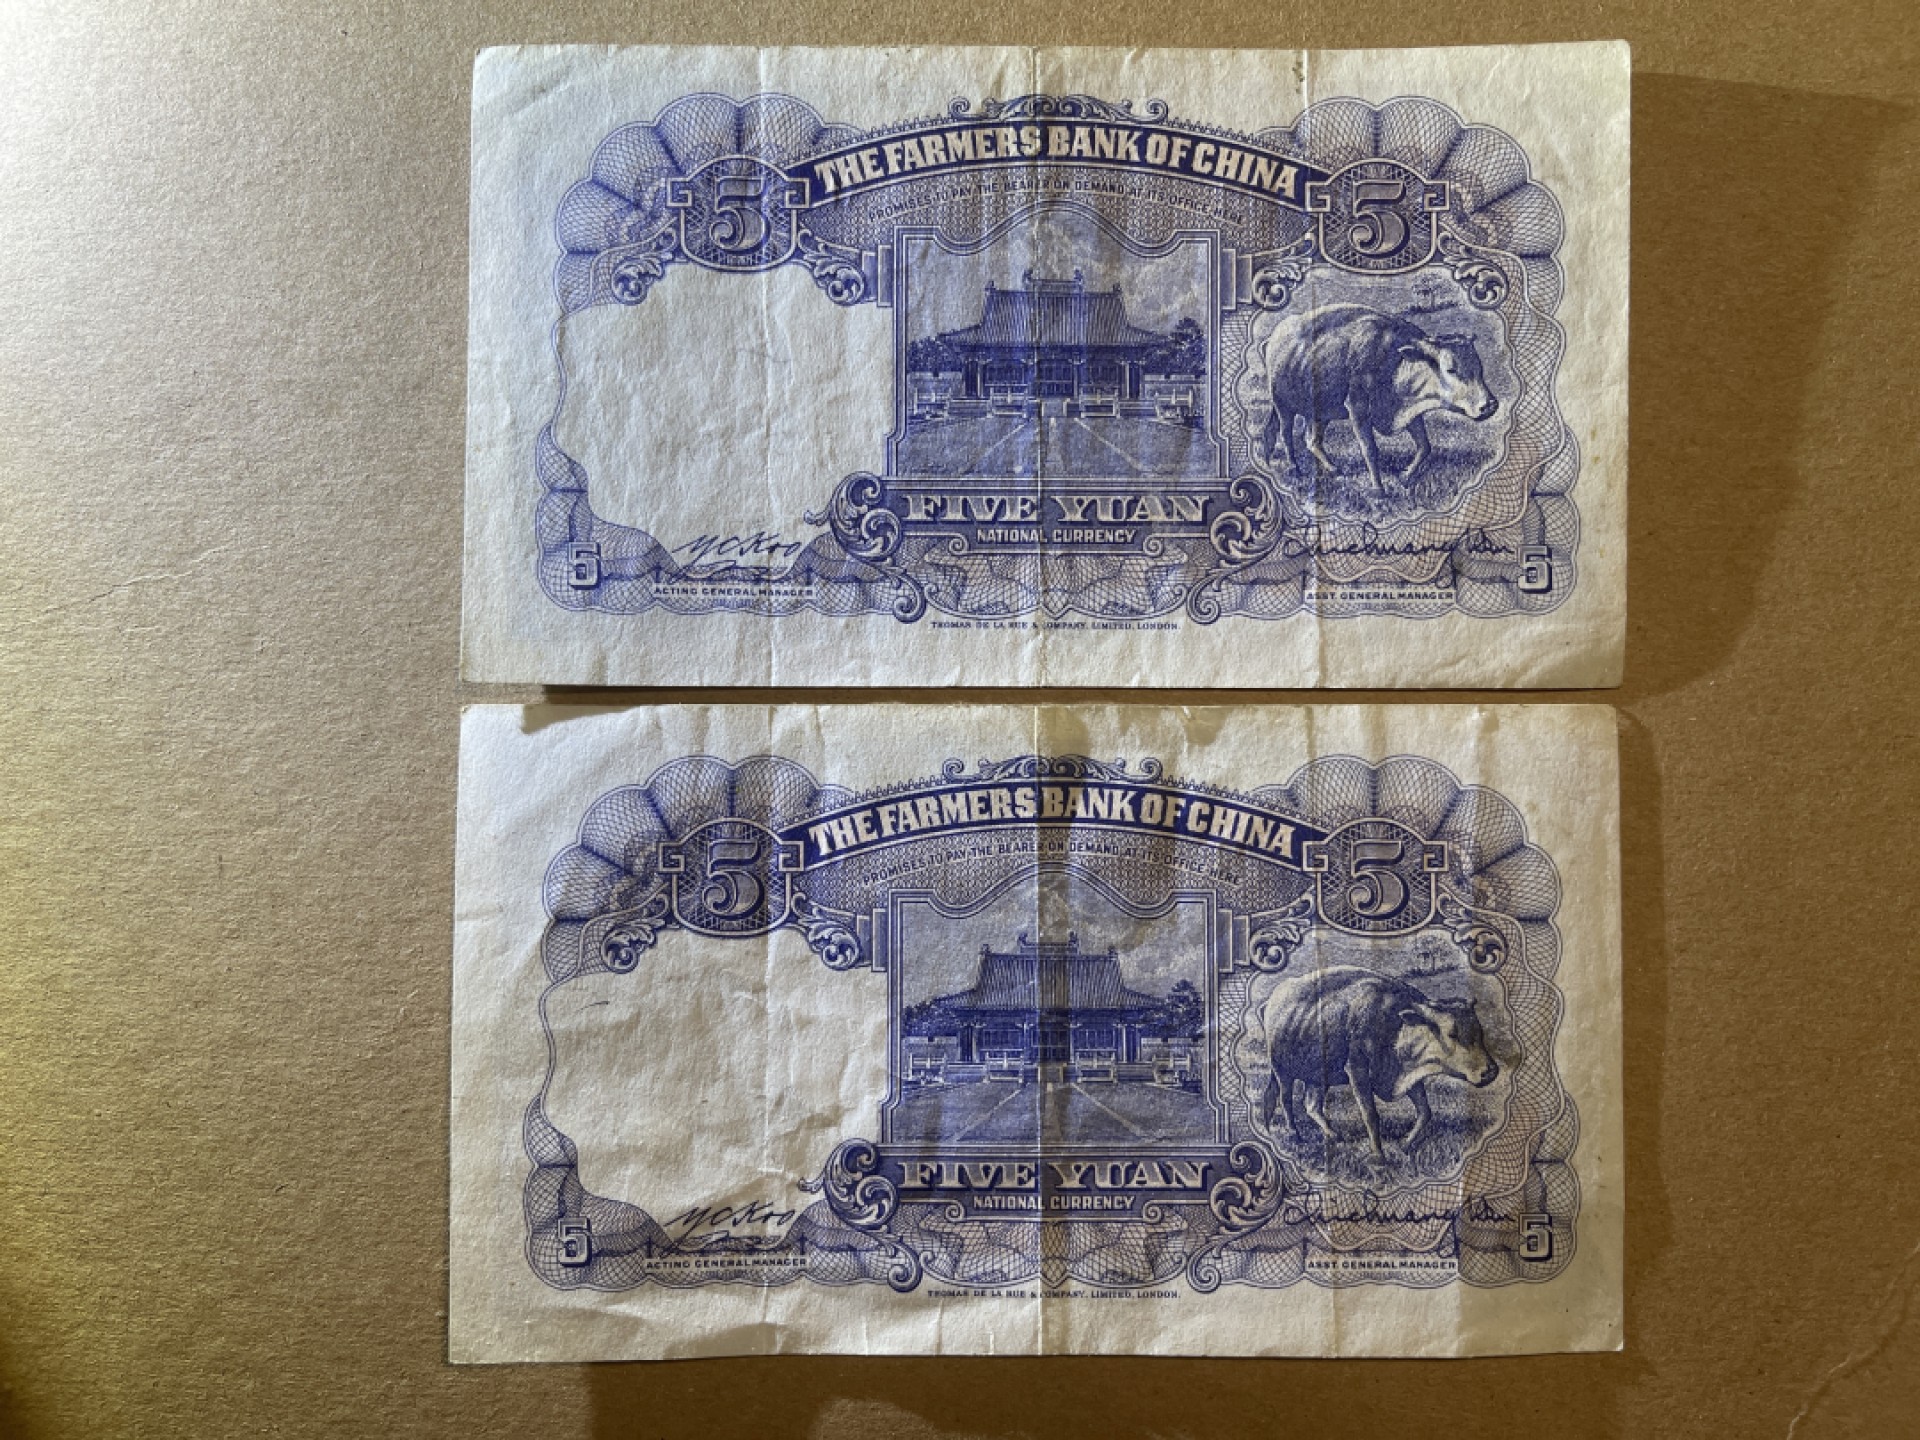 THE FARMERS BANK OF CHINA
PROMISES TO PAY THE BEARER ON DEMAND AT ITS OFFICE HERE
5 5
FIVE YUAN
NATIONAL CURRENCY
Y C Koo
5 5
ACTING GENERAL MANAGER
ASST GENERAL MANAGER
THOMAS DE LA RUE & COMPANY, LIMITED, LONDON.
THE FARMERS BANK OF CHINA
PROMISES TO PAY THE BEARER ON DEMAND AT ITS OFFICE HERE
5 5
FIVE YUAN
NATIONAL CURRENCY
Y C Koo
5 5
ACTING GENERAL MANAGER
ASST GENERAL MANAGER
THOMAS DE LA RUE & COMPANY, LIMITED, LONDON.